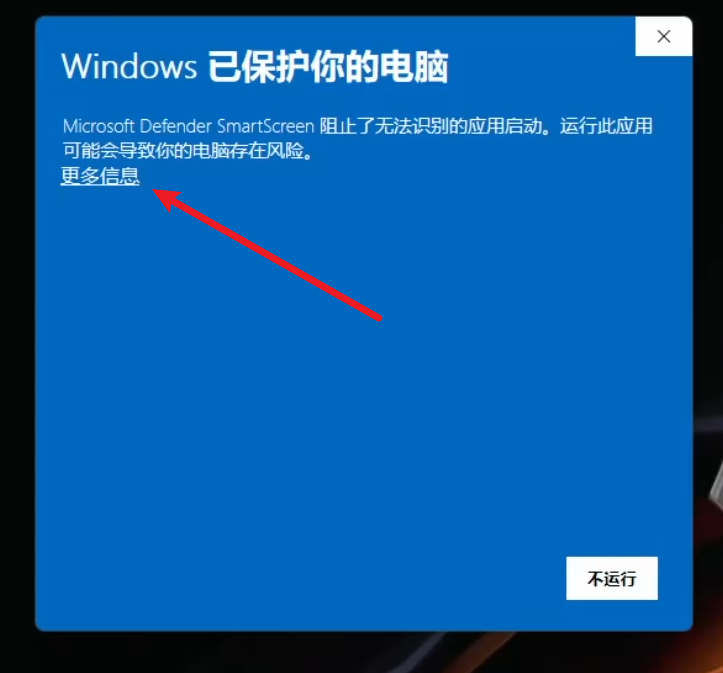 Windows 已保护你的电脑
Microsoft Defender SmartScreen 阻止了无法识别的应用启动。运行此应用
可能会导致你的电脑存在风险。
更多信息
不运行